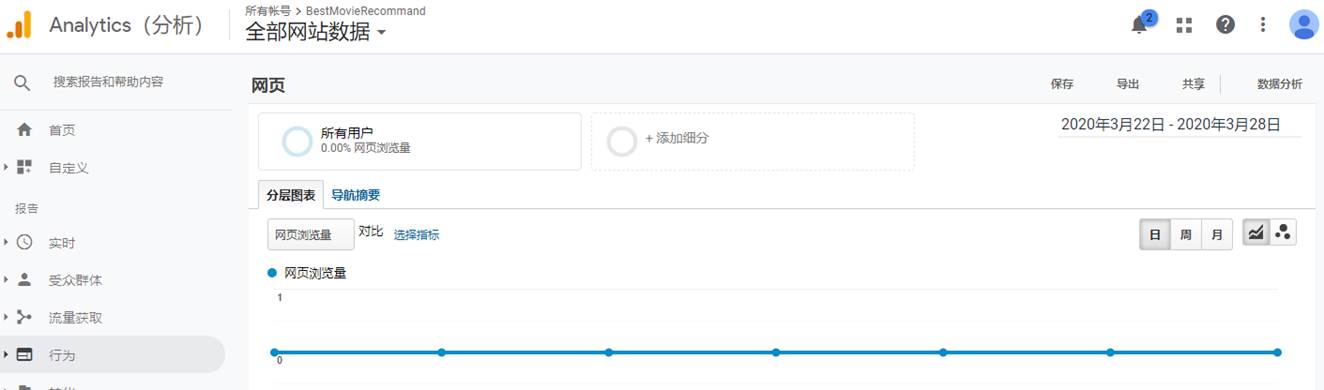 Analytics（分析）
所有帐号 > BestMovieRecommand
全部网站数据
2
搜索报告和帮助内容
首页
自定义
报告
实时
受众群体
流量获取
行为
网页
保存
导出
共享
数据分析
所有用户
0.00% 网页浏览量
+ 添加细分
2020年3月22日 - 2020年3月28日
分层图表
导航摘要
网页浏览量
对比
选择指标
日
周
月
网页浏览量
1
0